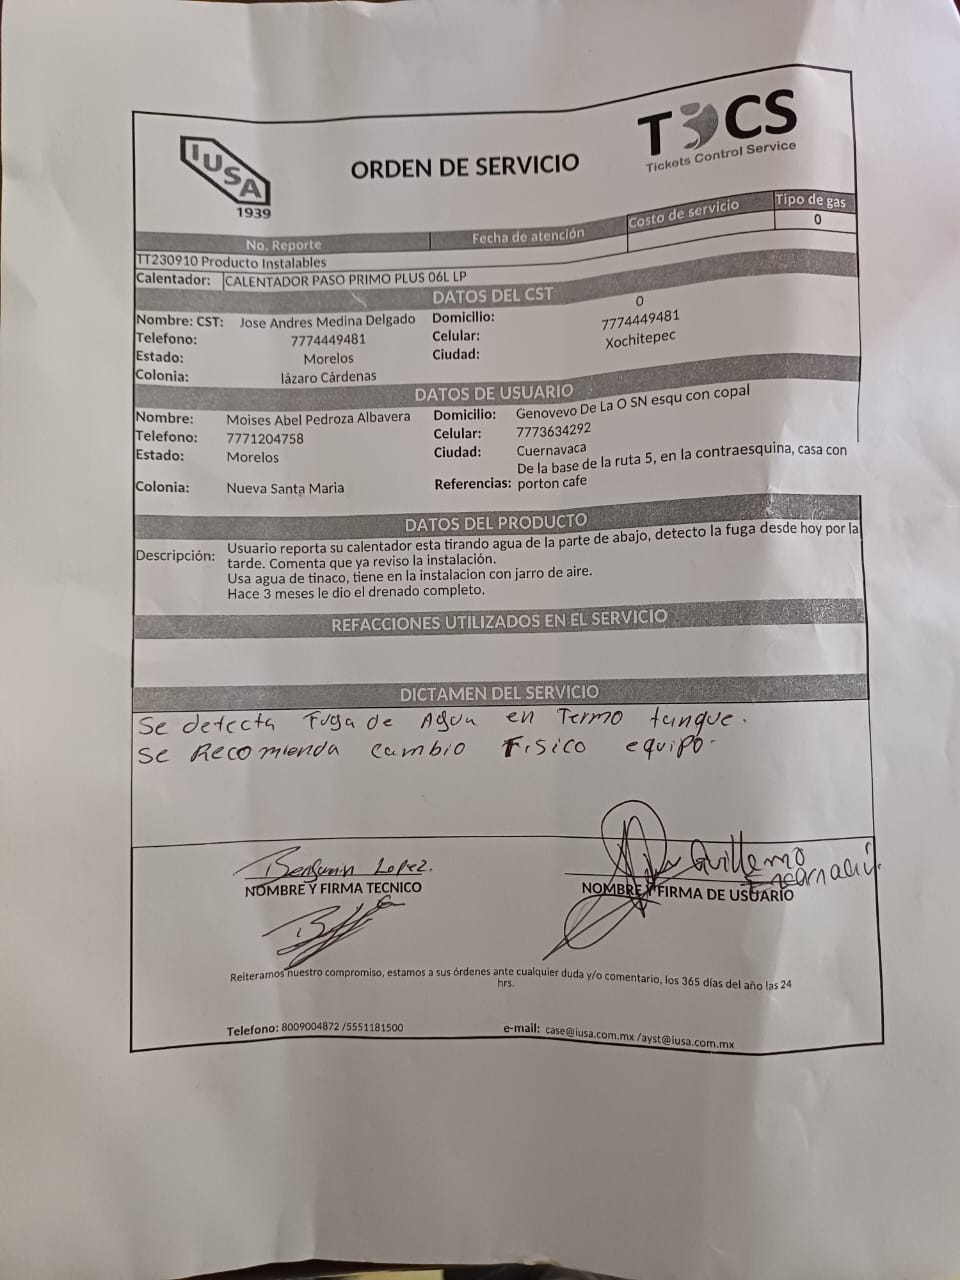 IUSA
1939
ORDEN DE SERVICIO
TCS
Tickets Control Service
No. Reporte Fecha de atención Costo de servicio Tipo de gas
0
TT230910 Producto Instalables
Calentador: CALENTADOR PASO PRIMO PLUS 06L LP
DATOS DEL CST
Nombre: CST: Jose Andres Medina Delgado Domicilio: 0
Telefono: 7774449481 Celular: 7774449481
Estado: Morelos Ciudad: Xochitepec
Colonia: lázaro Cárdenas
DATOS DE USUARIO
Nombre: Moises Abel Pedroza Albavera Domicilio: Genovevo De La O SN esqu con copal
Telefono: 7771204758 Celular: 7773634292
Estado: Morelos Ciudad: Cuernavaca
De la base de la ruta 5, en la contraesquina, casa con
Colonia: Nueva Santa Maria Referencias: porton cafe
DATOS DEL PRODUCTO
Descripción: Usuario reporta su calentador esta tirando agua de la parte de abajo, detecto la fuga desde hoy por la
tarde. Comenta que ya reviso la instalación.
Usa agua de tinaco, tiene en la instalacion con jarro de aire.
Hace 3 meses le dio el drenado completo.
REFACCIONES UTILIZADOS EN EL SERVICIO
DICTAMEN DEL SERVICIO
Se detecta Fuga de Agua en Termo tanque.
Se Recomienda cambio Fisico equipo.
Benjamin Lopez. Guillermo
Encarnación
NOMBRE Y FIRMA TECNICO NOMBRE Y FIRMA DE USUARIO
Reiteramos nuestro compromiso, estamos a sus órdenes ante cualquier duda y/o comentario, los 365 días del año las 24
hrs.
Telefono: 8009004872 /5551181500 e-mail: case@iusa.com.mx /ayst@iusa.com.mx